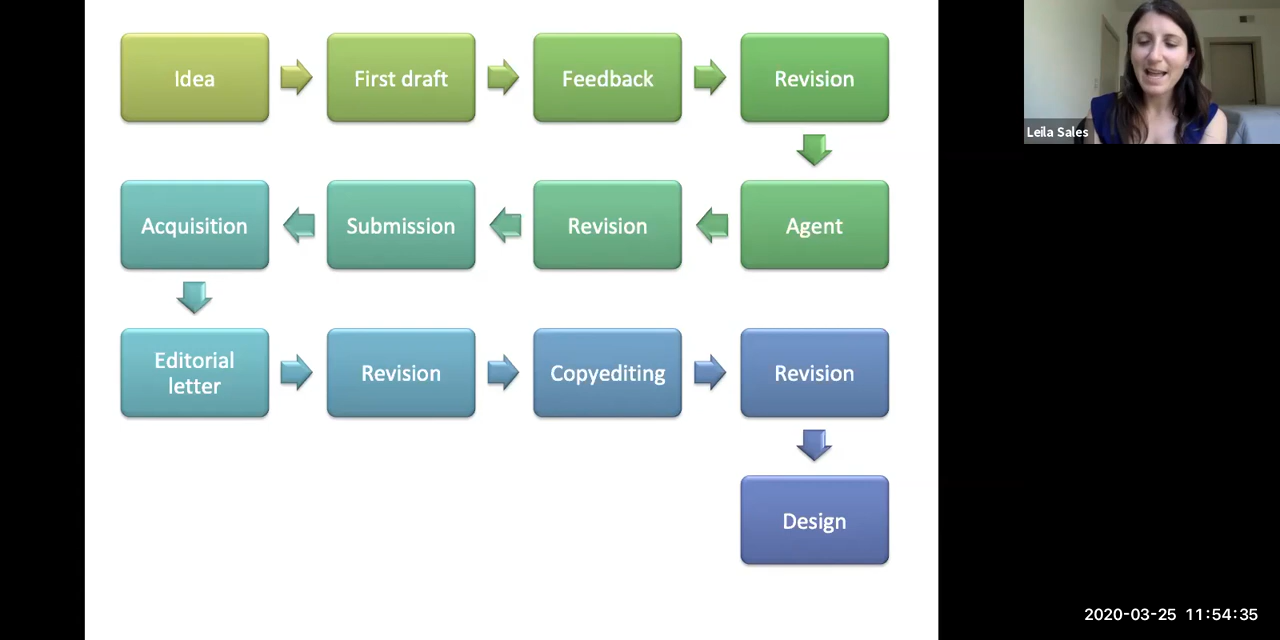 Idea
First draft
Feedback
Revision
Leila Sales
Acquisition
Submission
Revision
Agent
Editorial
letter
Revision
Copyediting
Revision
Design
2020-03-25 11:54:35